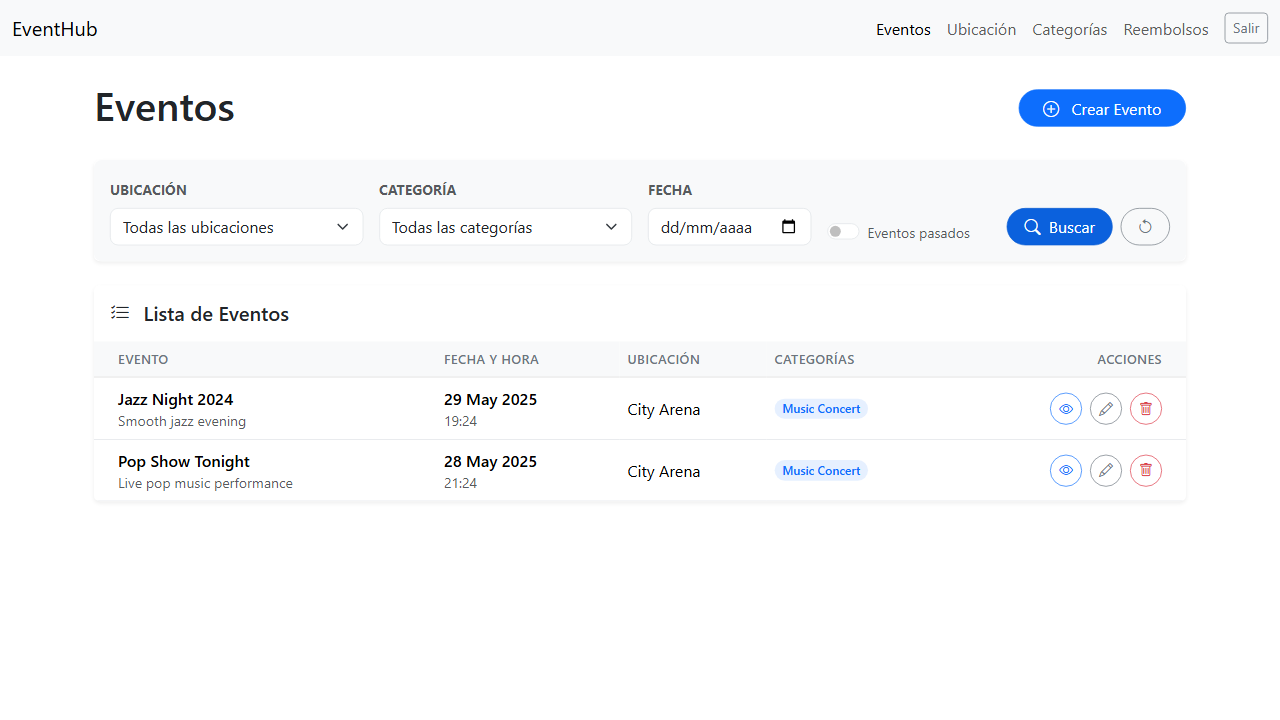 EventHub
Eventos Ubicación Categorías Reembolsos Salir
Eventos
Crear Evento
UBICACIÓN CATEGORÍA FECHA
Todas las ubicaciones Todas las categorías dd/mm/aaaa Eventos pasados Buscar
Lista de Eventos
EVENTO FECHA Y HORA UBICACIÓN CATEGORÍAS ACCIONES
Jazz Night 2024 29 May 2025 City Arena Music Concert
Smooth jazz evening 19:24
Pop Show Tonight 28 May 2025 City Arena Music Concert
Live pop music performance 21:24